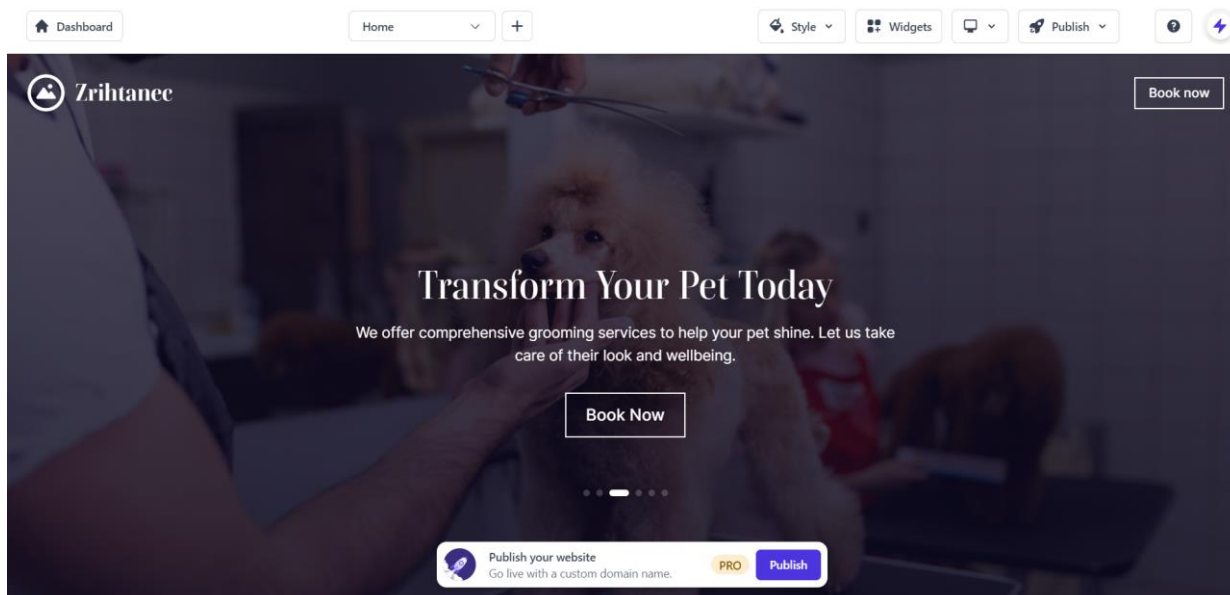 Dashboard
Home
Style
Widgets
Publish
Zrihtanec
Book now
Transform Your Pet Today
We offer comprehensive grooming services to help your pet shine. Let us take
care of their look and wellbeing.
Book Now
Publish your website
Go live with a custom domain name.
PRO
Publish